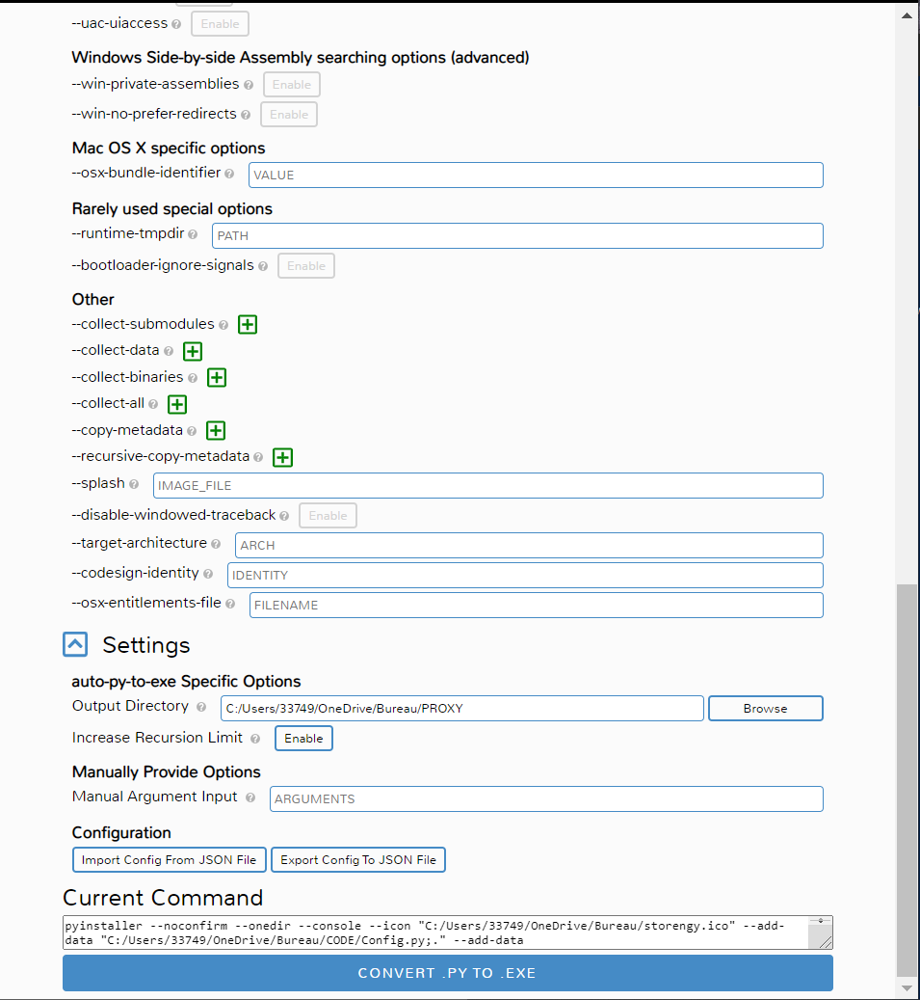 --uac-uiaccess ? Enable
Windows Side-by-side Assembly searching options (advanced)
--win-private-assemblies ? Enable
--win-no-prefer-redirects ? Enable
Mac OS X specific options
--osx-bundle-identifier ? VALUE
Rarely used special options
--runtime-tmpdir ? PATH
--bootloader-ignore-signals ? Enable
Other
--collect-submodules ?
--collect-data ?
--collect-binaries ?
--collect-all ?
--copy-metadata ?
--recursive-copy-metadata ?
--splash ? IMAGE_FILE
--disable-windowed-traceback ? Enable
--target-architecture ? ARCH
--codesign-identity ? IDENTITY
--osx-entitlements-file ? FILENAME
Settings
auto-py-to-exe Specific Options
Output Directory ? C:/Users/33749/OneDrive/Bureau/PROXY Browse
Increase Recursion Limit ? Enable
Manually Provide Options
Manual Argument Input ? ARGUMENTS
Configuration
Import Config From JSON File Export Config To JSON File
Current Command
pyinstaller --noconfirm --onedir --console --icon "C:/Users/33749/OneDrive/Bureau/storengy.ico" --add-
data "C:/Users/33749/OneDrive/Bureau/CODE/Config.py;." --add-data
CONVERT .PY TO .EXE